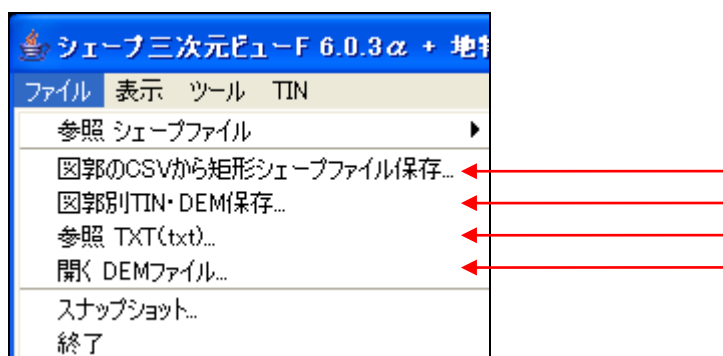 シェープ三次元ビューF 6.0.3α + 地
ファイル 表示 ツール TIN
参照 シェープファイル
図郭のCSVから矩形シェープファイル保存...
図郭別TIN・DEM保存...
参照 TXT(txt)...
開く DEMファイル...
スナップショット...
終了